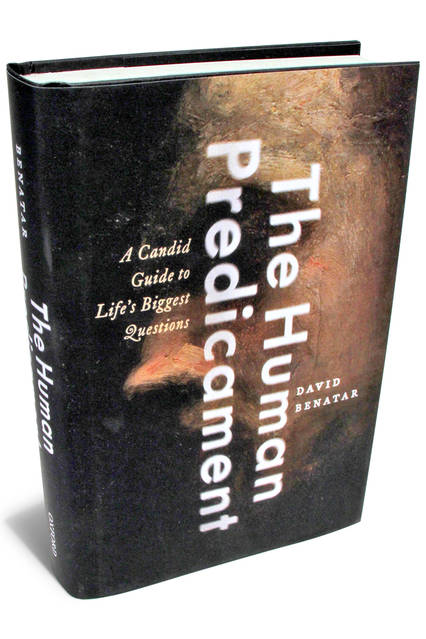 BENATAR
The Human
OXFORD
The Human
Predicament
A Candid
Guide to
Life's Biggest
Questions
DAVID
BENATAR